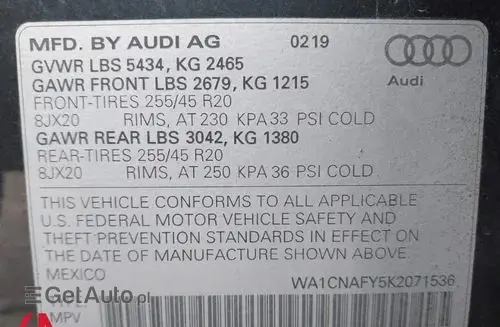 MFD. BY AUDI AG 0219
GVWR LBS 5434, KG 2465
GAWR FRONT LBS 2679, KG 1215
FRONT-TIRES 255/45 R20
8JX20 RIMS, AT 230 KPA 33 PSI COLD
GAWR REAR LBS 3042, KG 1380
REAR-TIRES 255/45 R20
8JX20 RIMS, AT 250 KPA 36 PSI COLD
Audi
THIS VEHICLE CONFORMS TO ALL APPLICABLE
U.S. FEDERAL MOTOR VEHICLE SAFETY AND
THEFT PREVENTION STANDARDS IN EFFECT ON
THE DATE OF MANUFACTURE SHOWN ABOVE.
MEXICO WA1CNAFY5K2071536
GetAuto.pl
MPV